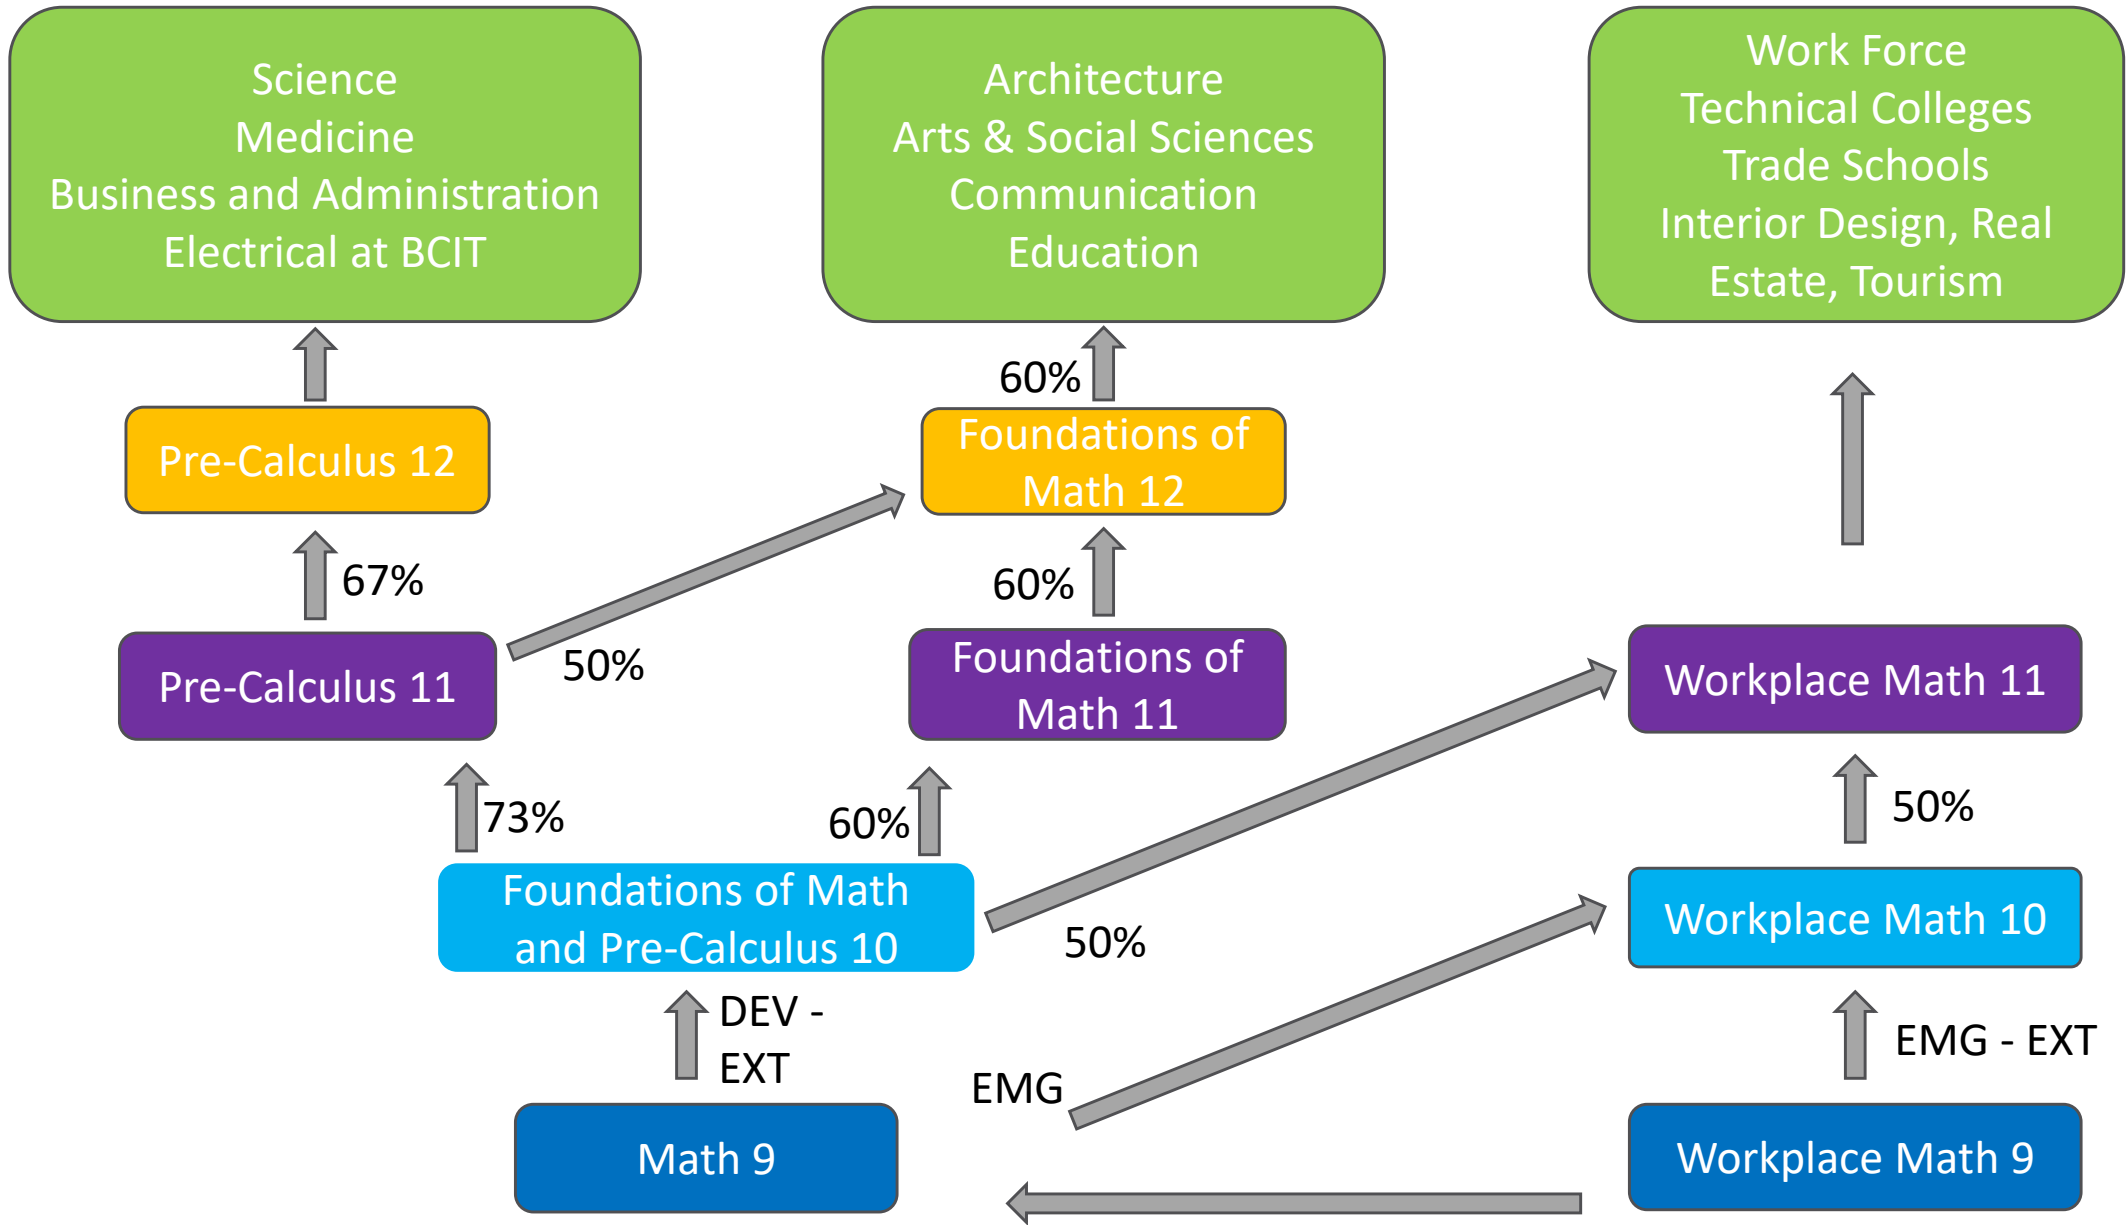 Science
Medicine
Business and Administration
Electrical at BCIT
Architecture
Arts & Social Sciences
Communication
Education
Work Force
Technical Colleges
Trade Schools
Interior Design, Real
Estate, Tourism
60%
Pre-Calculus 12
Foundations of
Math 12
67%
60%
50%
Pre-Calculus 11
Foundations of
Math 11
Workplace Math 11
73%
60%
50%
Foundations of Math
and Pre-Calculus 10
50%
Workplace Math 10
DEV -
EXT
EMG
EMG - EXT
Math 9
Workplace Math 9